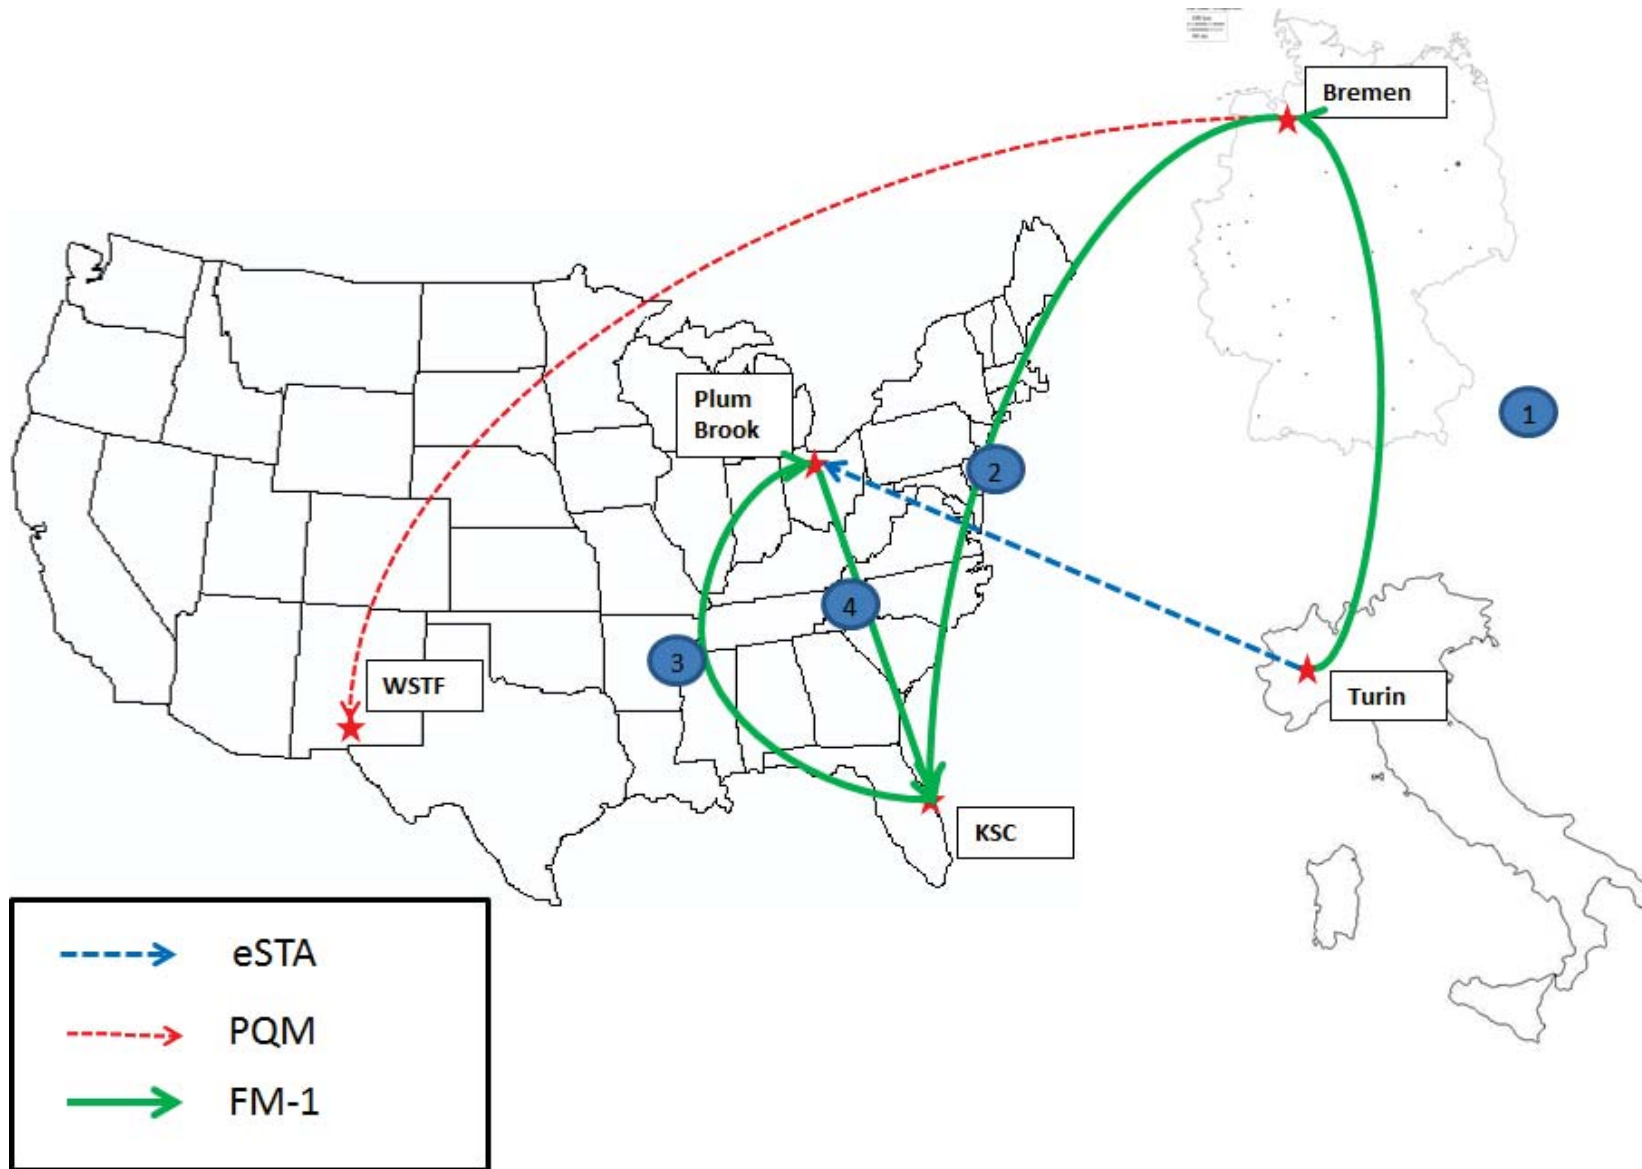 Bremen
Plum
Brook
1
2
4
3
WSTF
Turin
KSC
eSTA
PQM
FM-1